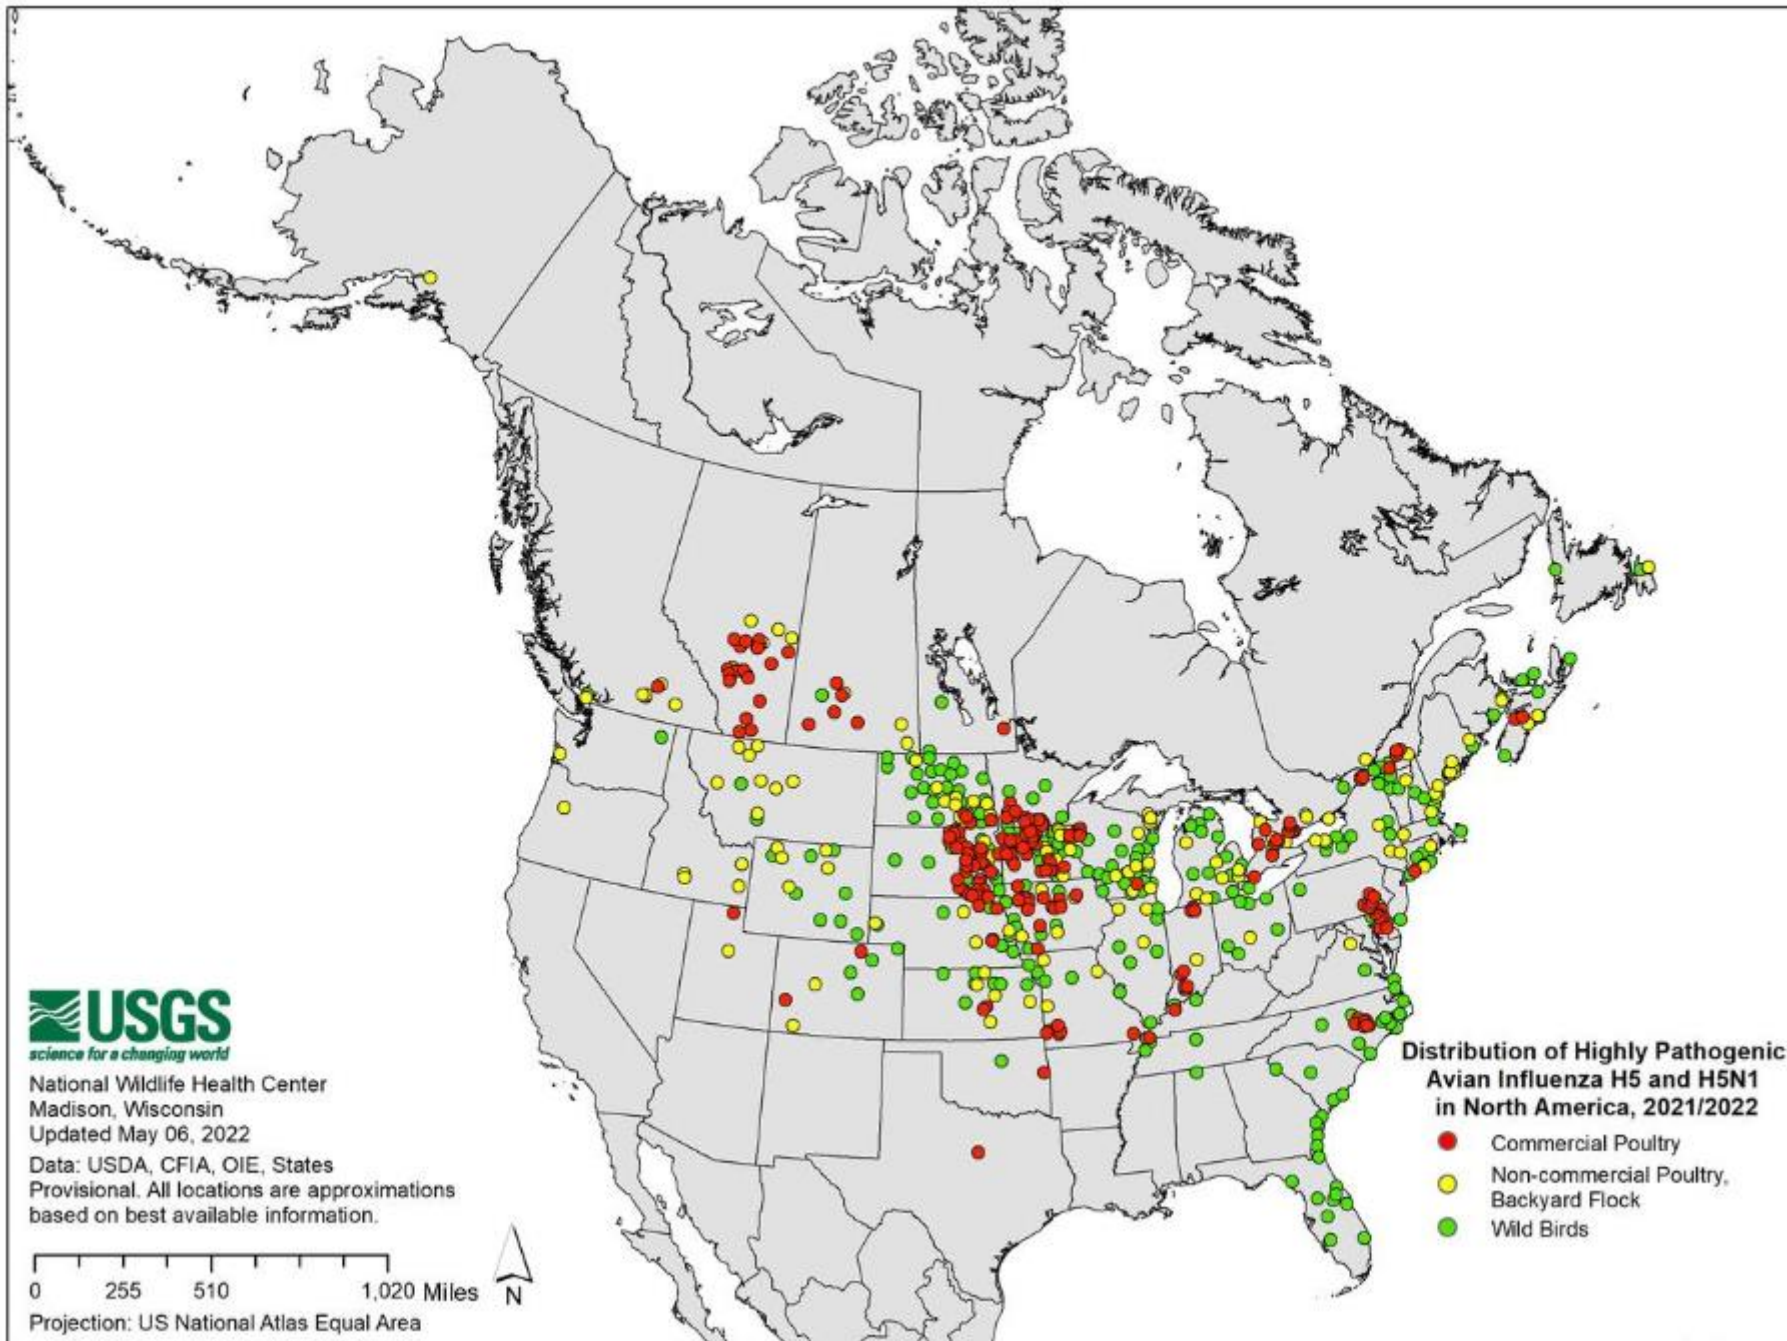 USGS
science for a changing world
National Wildlife Health Center
Madison, Wisconsin
Updated May 06, 2022
Data: USDA, CFIA, OIE, States
Provisional. All locations are approximations
based on best available information.
0 255 510 1,020 Miles
N
Projection: US National Atlas Equal Area
Distribution of Highly Pathogenic
Avian Influenza H5 and H5N1
in North America, 2021/2022
Commercial Poultry
Non-commercial Poultry,
Backyard Flock
Wild Birds